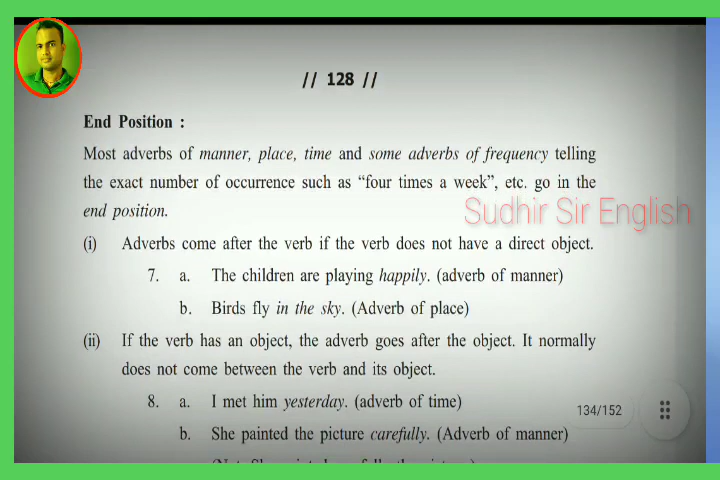 // 128 //
End Position :
Most adverbs of manner, place, time and some adverbs of frequency telling
the exact number of occurrence such as “four times a week”, etc. go in the
end position.
Sudhir Sir English
(i) Adverbs come after the verb if the verb does not have a direct object.
7. a. The children are playing happily. (adverb of manner)
b. Birds fly in the sky. (Adverb of place)
(ii) If the verb has an object, the adverb goes after the object. It normally
does not come between the verb and its object.
8. a. I met him yesterday. (adverb of time)
134/152
b. She painted the picture carefully. (Adverb of manner)